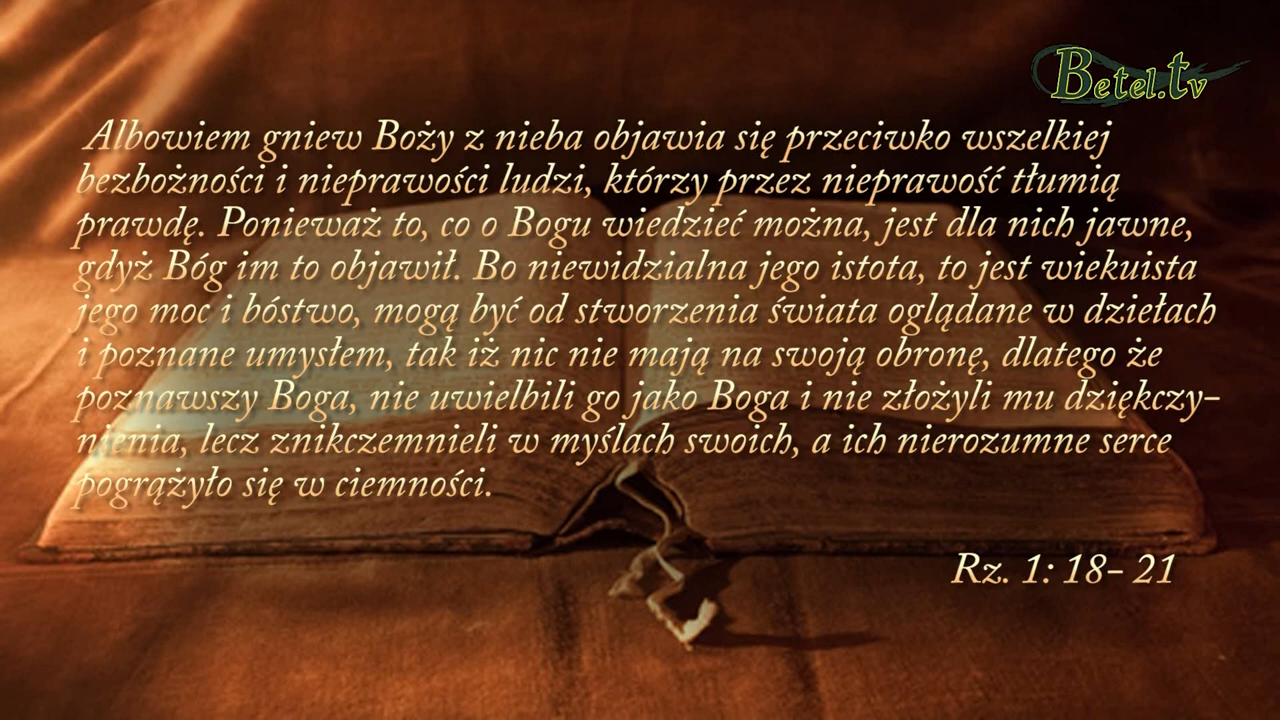 Betel.tv
Albowiem gniew Boży z nieba objawia się przeciwko wszelkiej
bezbożności i nieprawości ludzi, którzy przez nieprawość tłumią
prawdę. Ponieważ to, co o Bogu wiedzieć można, jest dla nich jawne,
gdyż Bóg im to objawił. Bo niewidzialna jego istota, to jest wiekuista
jego moc i bóstwo, mogą być od stworzenia świata oglądane w dziełach
i poznane umysłem, tak iż nic nie mają na swoją obronę, dlatego że
poznawszy Boga, nie uwielbili go jako Boga i nie złożyli mu dziękczy-
nienia, lecz znikczemnieli w myślach swoich, a ich nierozumne serce
pogrążyło się w ciemności.
Rz. 1: 18- 21